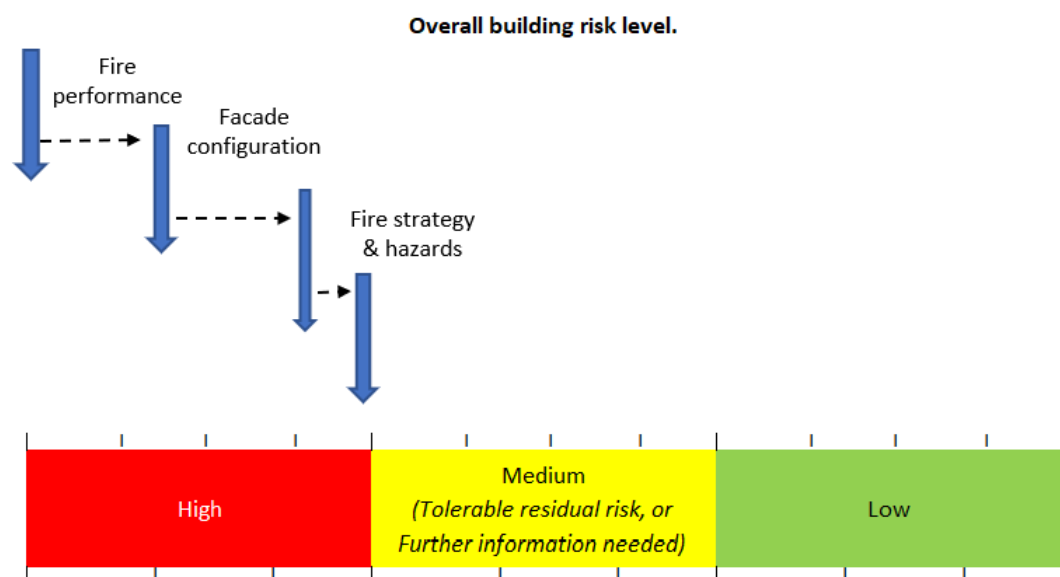 Overall building risk level.
Fire
performance
Facade
configuration
Fire strategy
& hazards
High
Medium
(Tolerable residual risk, or
Further information needed)
Low